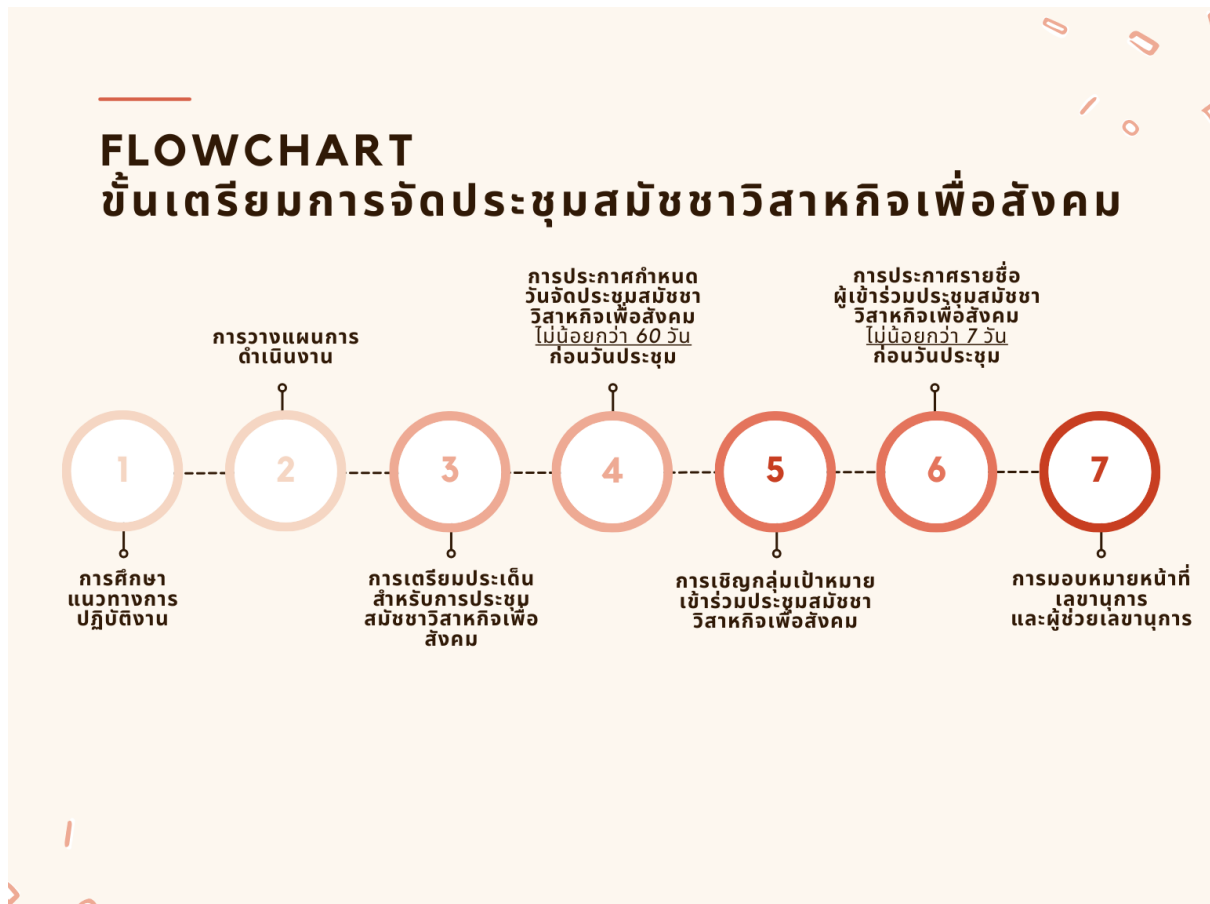 FLOWCHART
ขั้นเตรียมการจัดประชุมสมัชชาวิสาหกิจเพื่อสังคม
1
การศึกษา
แนวทางการ
ปฏิบัติงาน
การวางแผนการ
ดำเนินงาน
2
3
การเตรียมประเด็น
สำหรับการประชุม
สมัชชาวิสาหกิจเพื่อ
สังคม
การประกาศกำหนด
วันจัดประชุมสมัชชา
วิสาหกิจเพื่อสังคม
ไม่น้อยกว่า 60 วัน
ก่อนวันประชุม
4
5
การเชิญกลุ่มเป้าหมาย
เข้าร่วมประชุมสมัชชา
วิสาหกิจเพื่อสังคม
การประกาศรายชื่อ
ผู้เข้าร่วมประชุมสมัชชา
วิสาหกิจเพื่อสังคม
ไม่น้อยกว่า 7 วัน
ก่อนวันประชุม
6
7
การมอบหมายหน้าที่
เลขานุการ
และผู้ช่วยเลขานุการ